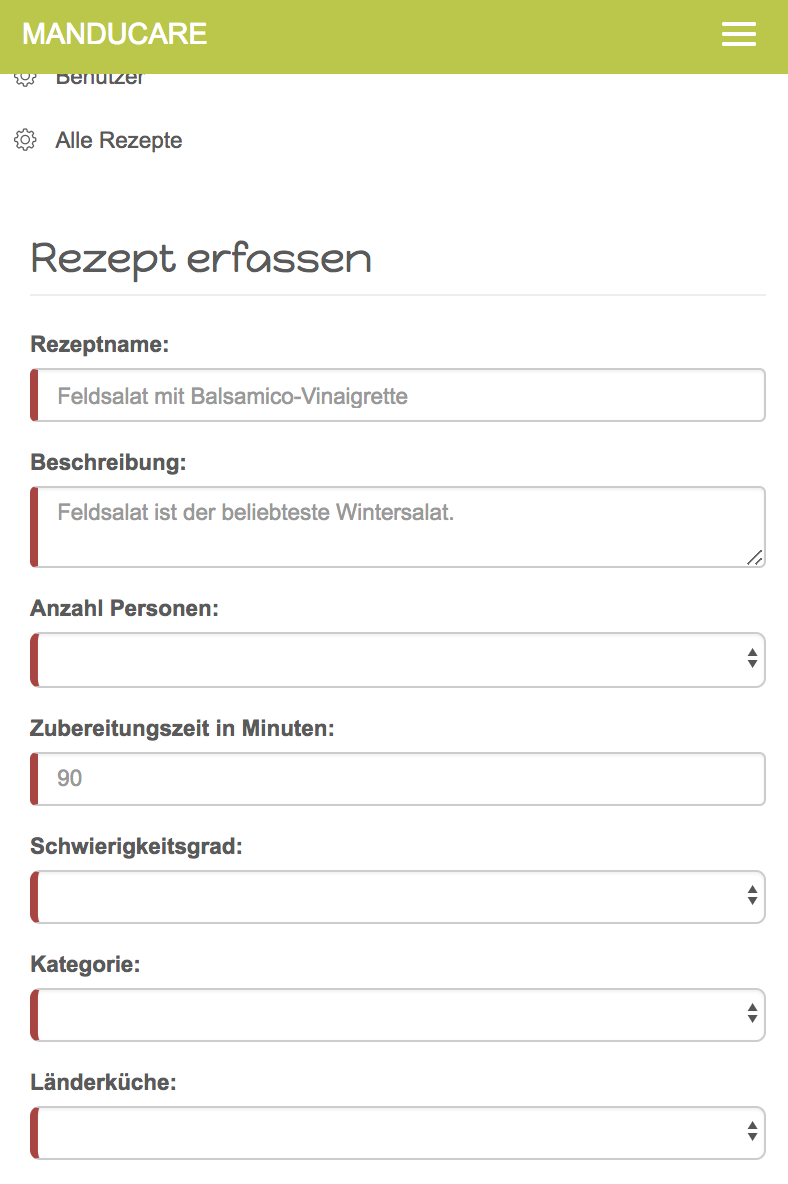 MANDUCARE
Benutzer
Alle Rezepte
Rezept erfassen
Rezeptname:
Feldsalat mit Balsamico-Vinaigrette
Beschreibung:
Feldsalat ist der beliebteste Wintersalat.
Anzahl Personen:
Zubereitungszeit in Minuten:
90
Schwierigkeitsgrad:
Kategorie:
Länderküche: